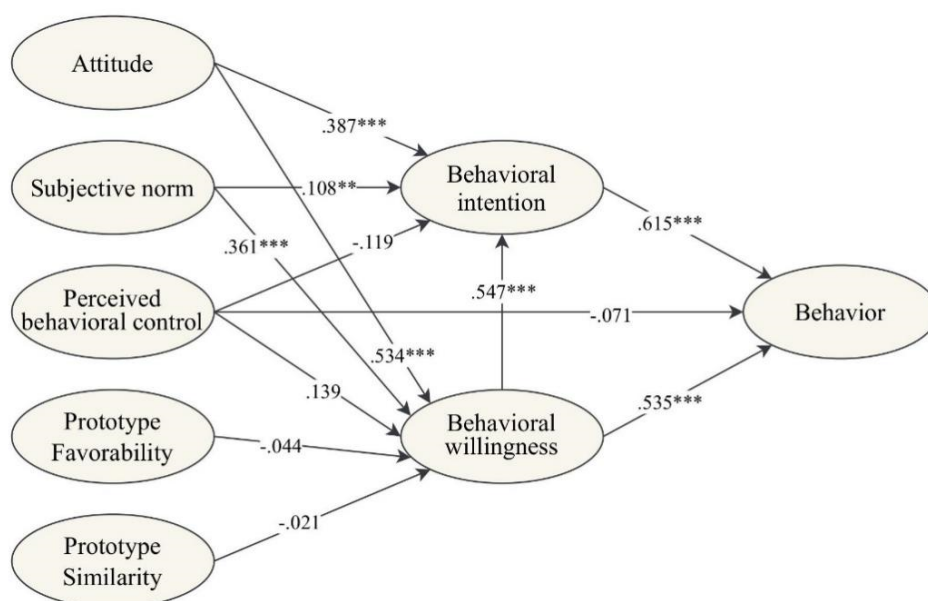 Attitude
.387***
Subjective norm
.108**
Behavioral
intention
.361***
-.119
.615***
Perceived
behavioral control
.547***
-.071
Behavior
.534***
.139
.535***
Prototype
Favorability
-.044
Behavioral
willingness
-.021
Prototype
Similarity